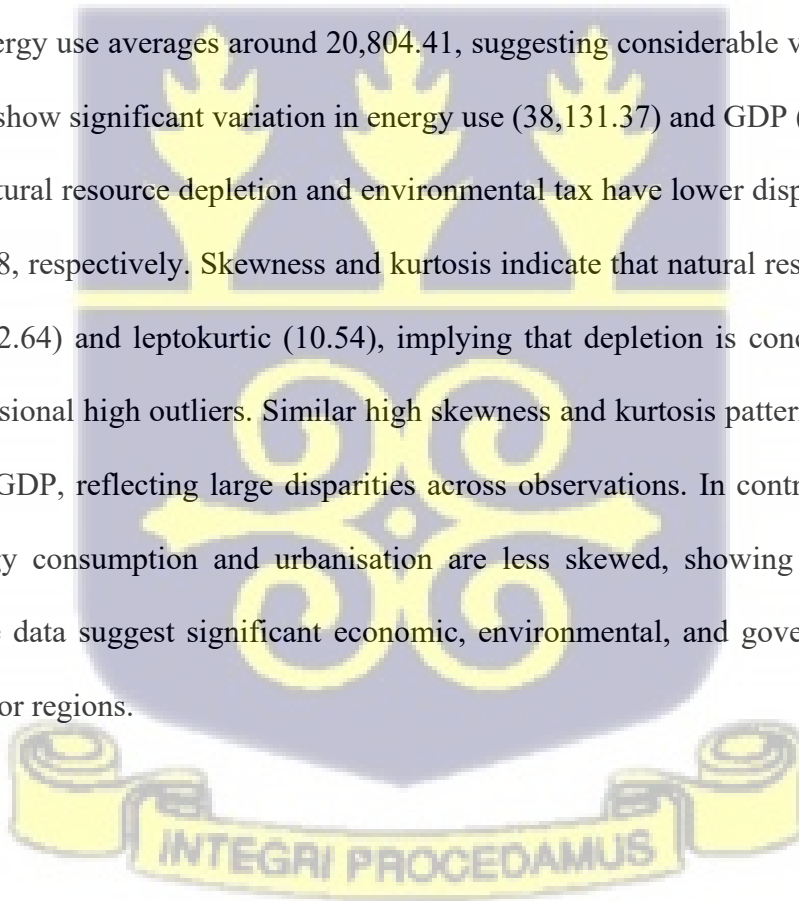 ergy use averages around 20,804.41, suggesting considerable v
show significant variation in energy use (38,131.37) and GDP (
tural resource depletion and environmental tax have lower disp
8, respectively. Skewness and kurtosis indicate that natural res
2.64) and leptokurtic (10.54), implying that depletion is conc
sional high outliers. Similar high skewness and kurtosis patter
GDP, reflecting large disparities across observations. In contr
gy consumption and urbanisation are less skewed, showing
e data suggest significant economic, environmental, and gove
or regions.
INTEGRI PROCEDAMUS